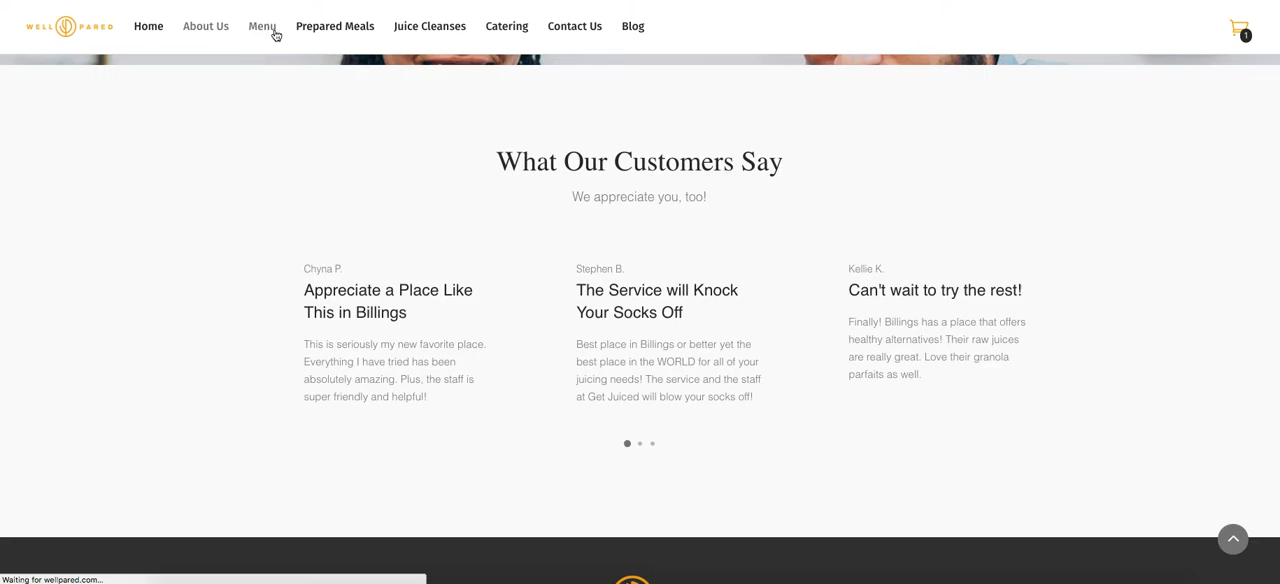 WELL PARED
Home
About Us
Menu
Prepared Meals
Juice Cleanses
Catering
Contact Us
Blog
1
What Our Customers Say
We appreciate you, too!
Chyna P.
Appreciate a Place Like
This in Billings
This is seriously my new favorite place.
Everything I have tried has been
absolutely amazing. Plus, the staff is
super friendly and helpful!
Stephen B.
The Service will Knock
Your Socks Off
Best place in Billings or better yet the
best place in the WORLD for all of your
juicing needs! The service and the staff
at Get Juiced will blow your socks off!
Kellie K.
Can't wait to try the rest!
Finally! Billings has a place that offers
healthy alternatives! Their raw juices
are really great. Love their granola
parfaits as well.
Waiting for wellpared.com...